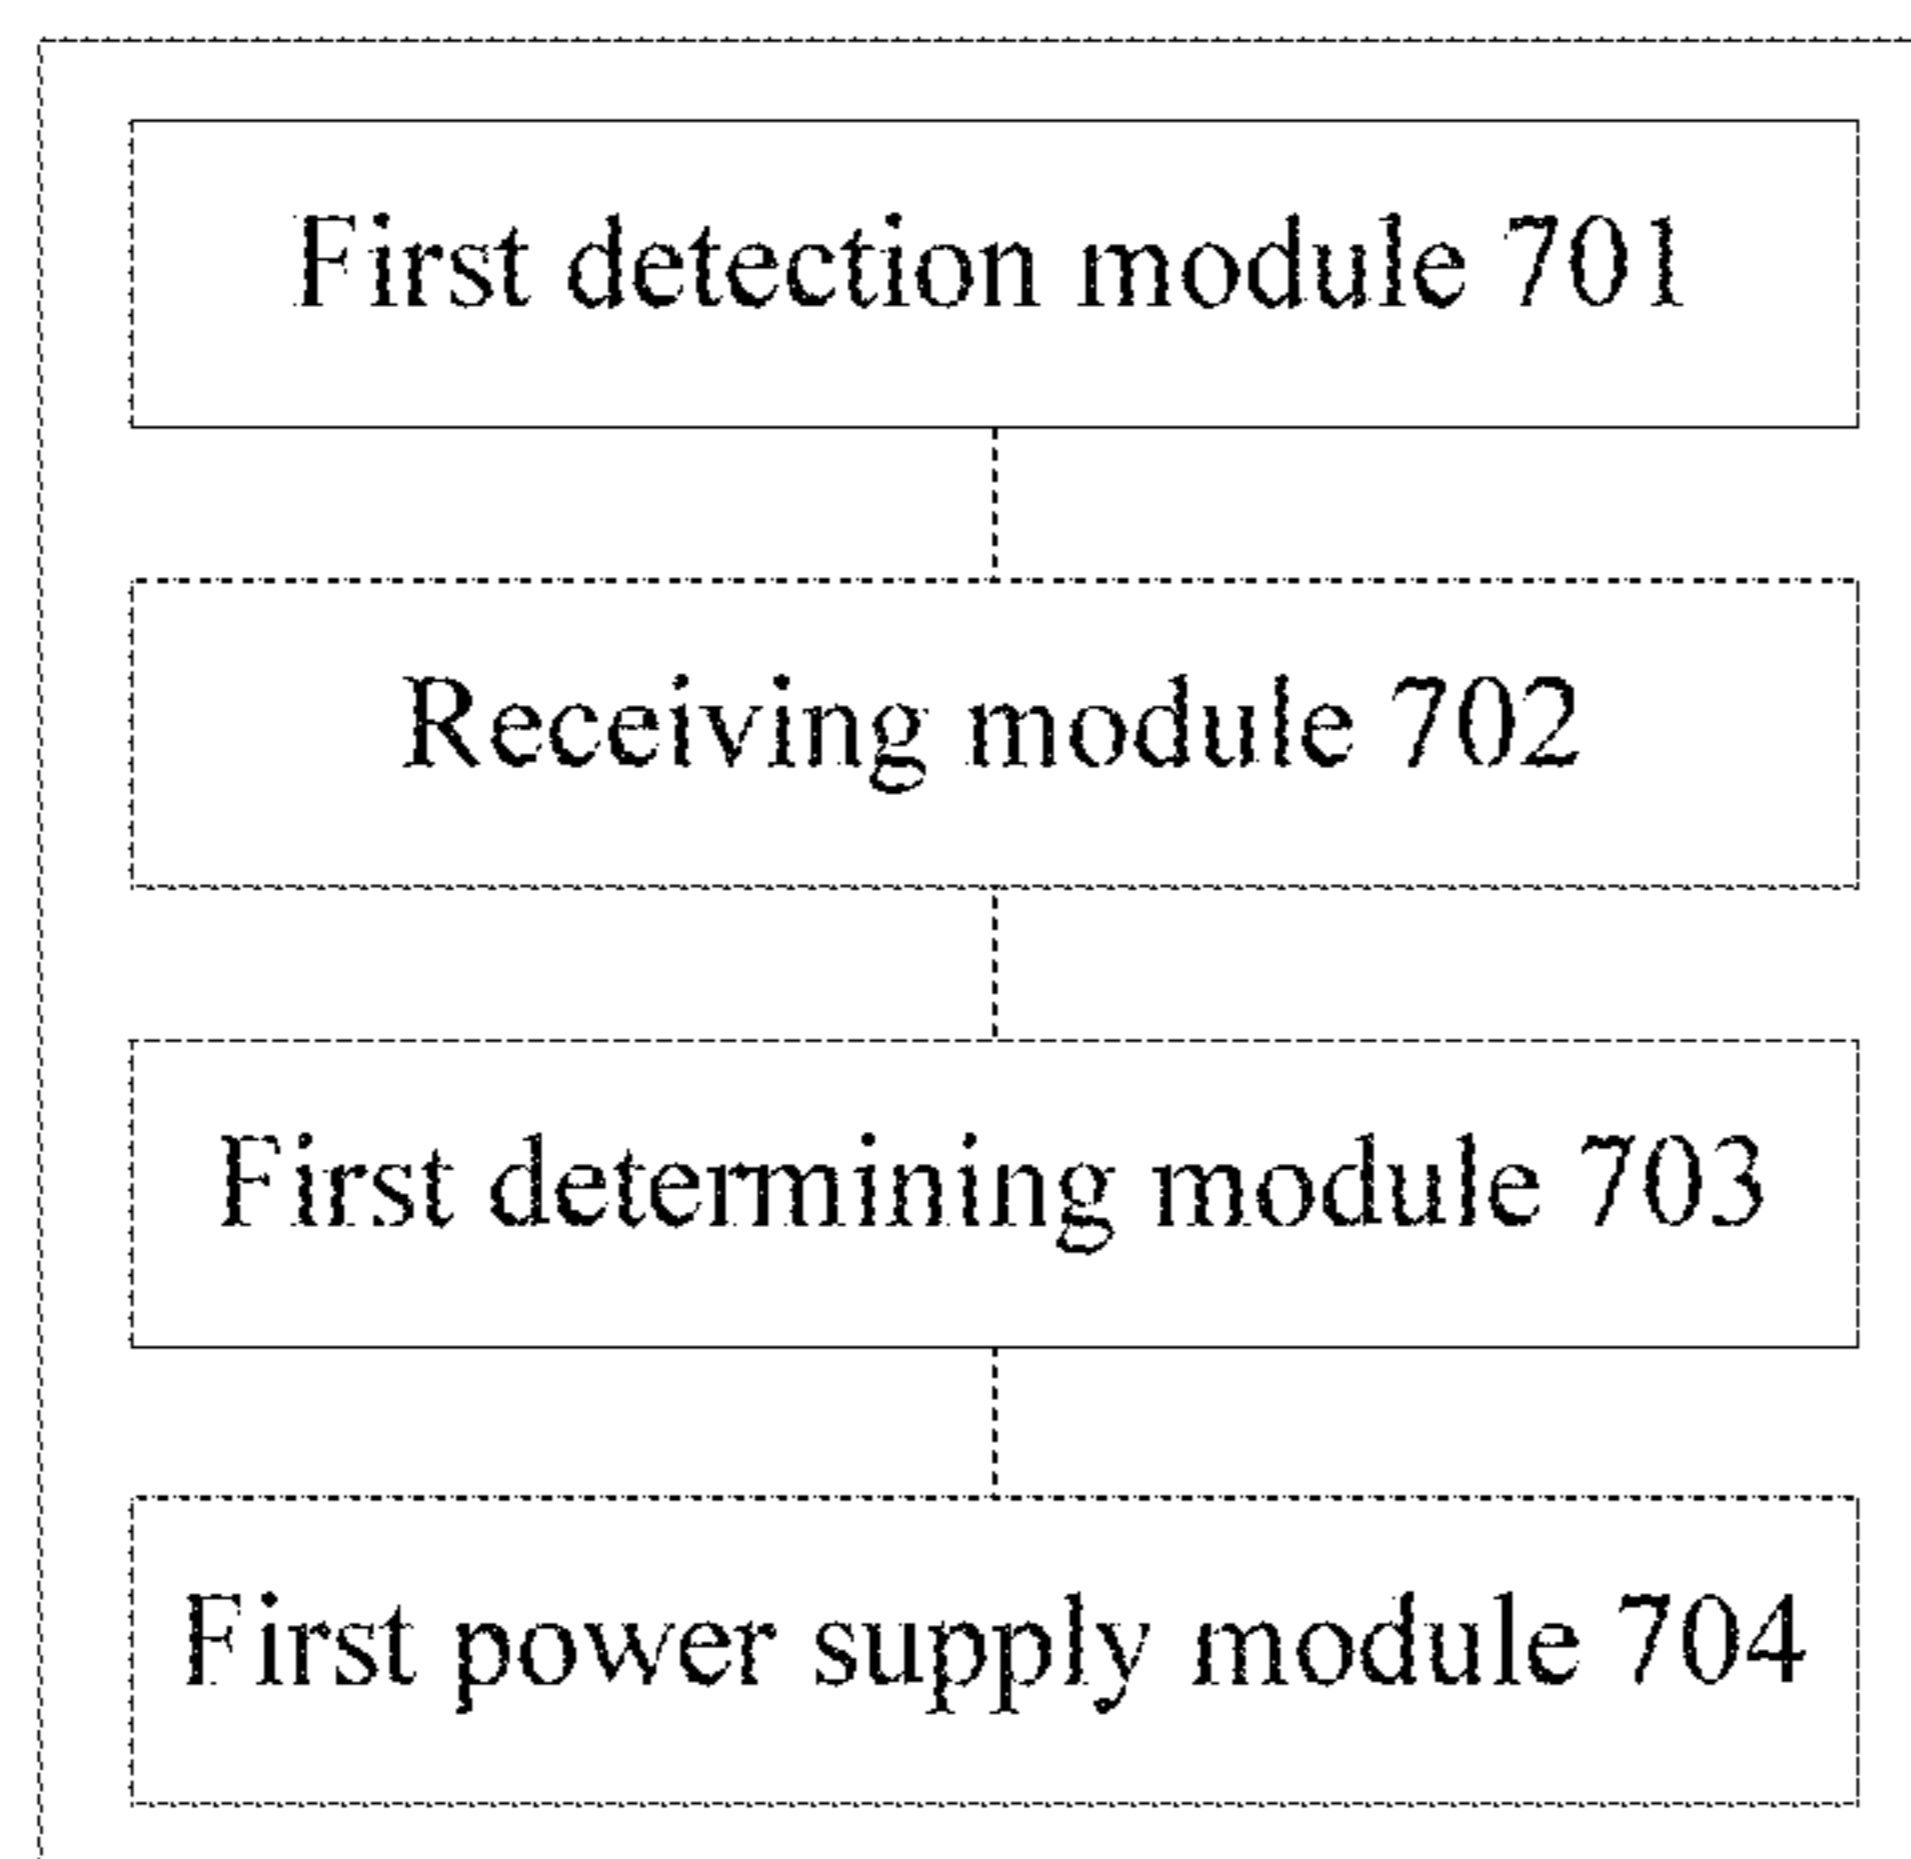 First detection module 701
Receiving module 702
First determining module 703
First power supply module 704